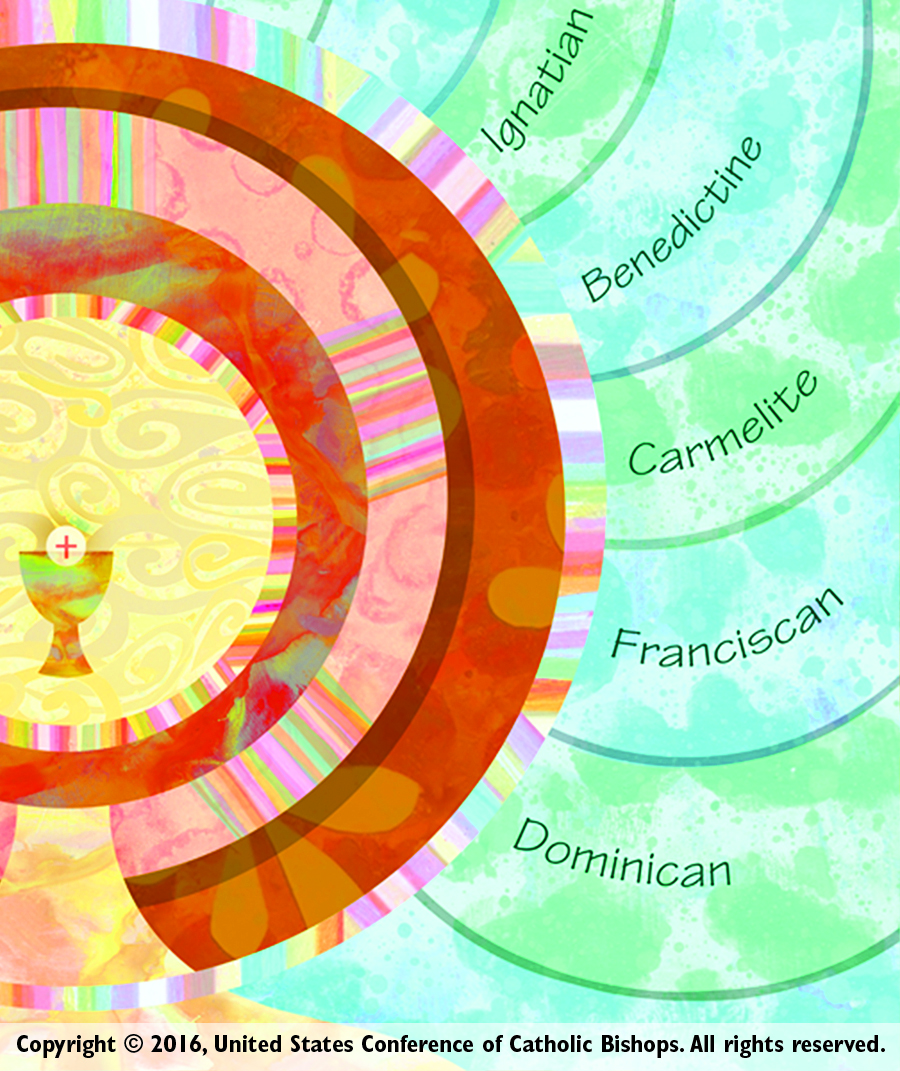 Ignatian
Benedictine
Carmelite
Franciscan
Dominican
Copyright © 2016, United States Conference of Catholic Bishops. All rights reserved.